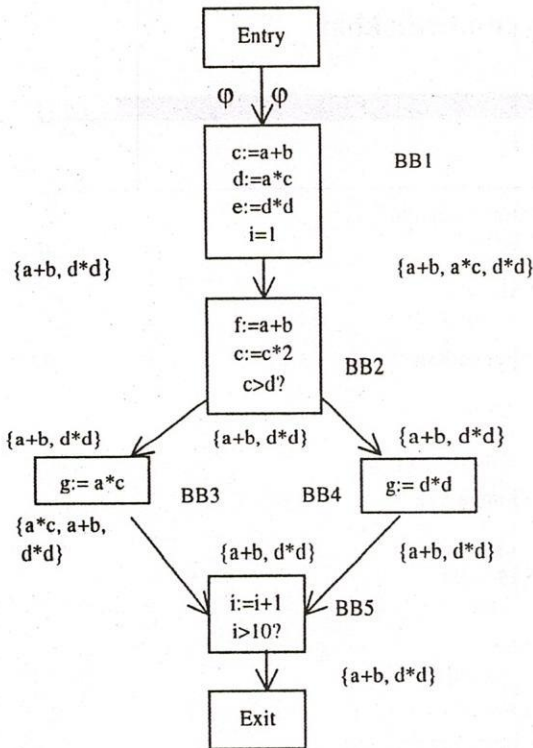 Entry
φ φ
c:=a+b
d:=a*c
e:=d*d
i=1
BB1
{a+b, d*d}
{a+b, a*c, d*d}
f:=a+b
c:=c*2
c>d?
BB2
{a+b, d*d}
{a+b, d*d}
{a+b, d*d}
g:= a*c
BB3
BB4
g:= d*d
{a*c, a+b,
d*d}
{a+b, d*d}
{a+b, d*d}
i:=i+1
i>10?
BB5
{a+b, d*d}
Exit